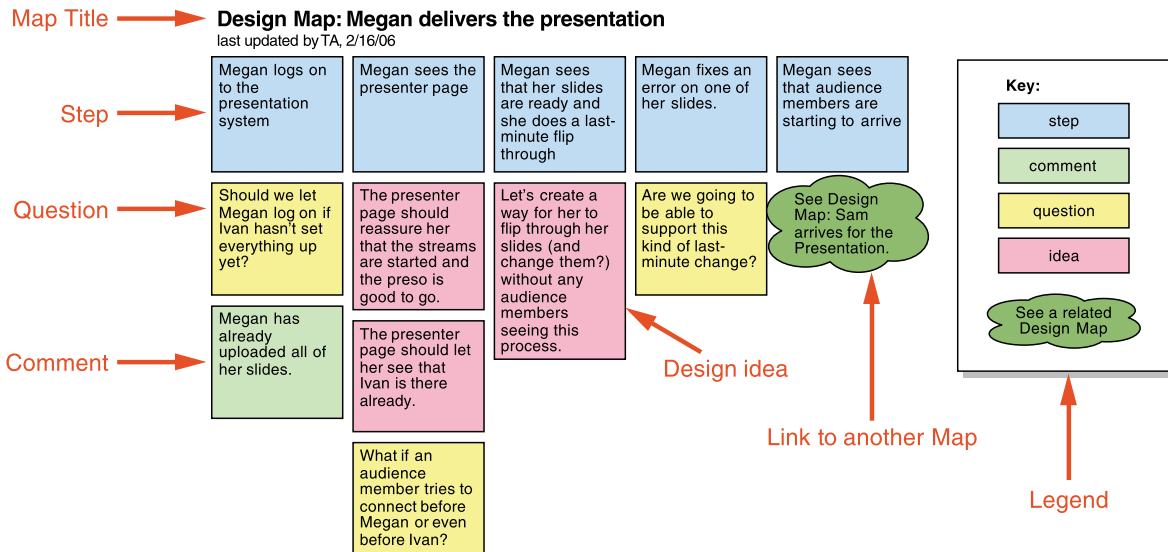 Map Title
Design Map: Megan delivers the presentation
last updated by TA, 2/16/06
Step
Megan logs on
to the
presentation
system
Megan sees the
presenter page
Megan sees
that her slides
are ready and
she does a last-
minute flip
through
Megan fixes an
error on one of
her slides.
Megan sees
that audience
members are
starting to arrive
Question
Should we let
Megan log on if
Ivan hasn't set
everything up
yet?
The presenter
page should
reassure her
that the streams
are started and
the preso is
good to go.
Let's create a
way for her to
flip through her
slides (and
change them?)
without any
audience
members
seeing this
process.
Are we going to
be able to
support this
kind of last-
minute change?
See Design
Map: Sam
arrives for the
Presentation.
Comment
Megan has
already
uploaded all of
her slides.
The presenter
page should let
her see that
Ivan is there
already.
What if an
audience
member tries to
connect before
Megan or even
before Ivan?
Design idea
Link to another Map
Key:
step
comment
question
idea
See a related
Design Map
Legend